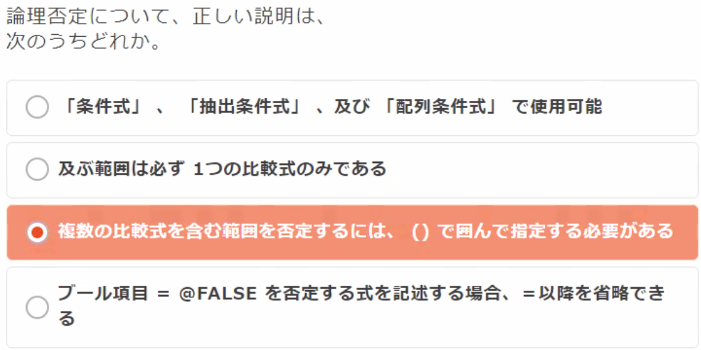 論理否定について、正しい説明は、
次のうちどれか。
「条件式」 、 「抽出条件式」 、及び 「配列条件式」 で使用可能
及ぶ範囲は必ず 1つの比較式のみである
複数の比較式を含む範囲を否定するには、 () で囲んで指定する必要がある
ブール項目 = @FALSE を否定する式を記述する場合、＝以降を省略でき
る